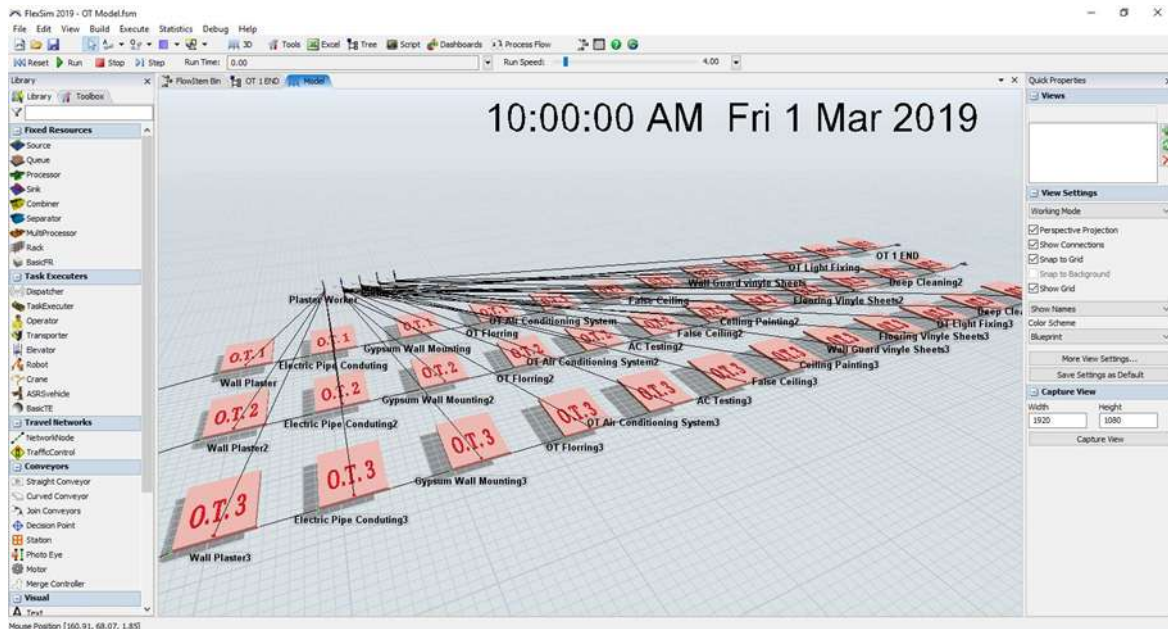 FlexSim 2019 - OT Model.fsm
File Edit View Build Execute Statistics Debug Help
3D Tools Excel Tree Script Dashboards Process Flow
Reset Run Stop Step Run Time: 0.00 Run Speed: 4.00
Library
FlowItem Bin OT 1 END Model
Quick Properties
Library Toolbox
Views
10:00:00 AM Fri 1 Mar 2019
Fixed Resources
Source
Queue
Processor
Sink
Combiner
Separator
MultiProcessor
Rack
BasicFR
Task Executers
Dispatcher
TaskExecuter
Operator
Transporter
Elevator
Robot
Crane
ASRSvehicle
BasicTE
Travel Networks
NetworkNode
TrafficControl
Conveyors
Straight Conveyor
Curved Conveyor
Join Conveyors
Decision Point
Station
Photo Eye
Motor
Merge Controller
Visual
Text
OT 1 END
OT Light Fixing
Deep Cleaning2
Wall Guard vinyle Sheets
Plaster Worker
False Ceiling
Flooring Vinyle Sheets2
OT Air Conditioning System
Ceiling Painting2
OT Light Fixing3
O.T. 1
O.T. 1
O.T. 1
OT Florring
False Ceiling2
Flooring Vinyle Sheets3
Gypsum Wall Mounting
AC Testing2
Wall Guard vinyle Sheets3
Electric Pipe Conduting
OT Air Conditioning System2
Ceiling Painting3
Wall Plaster
O.T. 2
O.T. 2
O.T. 2
O.T. 2
OT Florring2
False Ceiling3
Gypsum Wall Mounting2
AC Testing3
Electric Pipe Conduting2
OT Air Conditioning System3
Wall Plaster2
O.T. 3
O.T. 3
O.T. 3
O.T. 3
O.T. 3
OT Florring3
Gypsum Wall Mounting3
Electric Pipe Conduting3
Wall Plaster3
View Settings
Working Mode
Perspective Projection
Show Connections
Snap to Grid
Snap to Background
Show Grid
Show Names
Color Scheme
Blueprint
More View Settings...
Save Settings as Default
Capture View
Width Height
1920 1080
Capture View
Mouse Position [160.91, 68.07, 1.85]